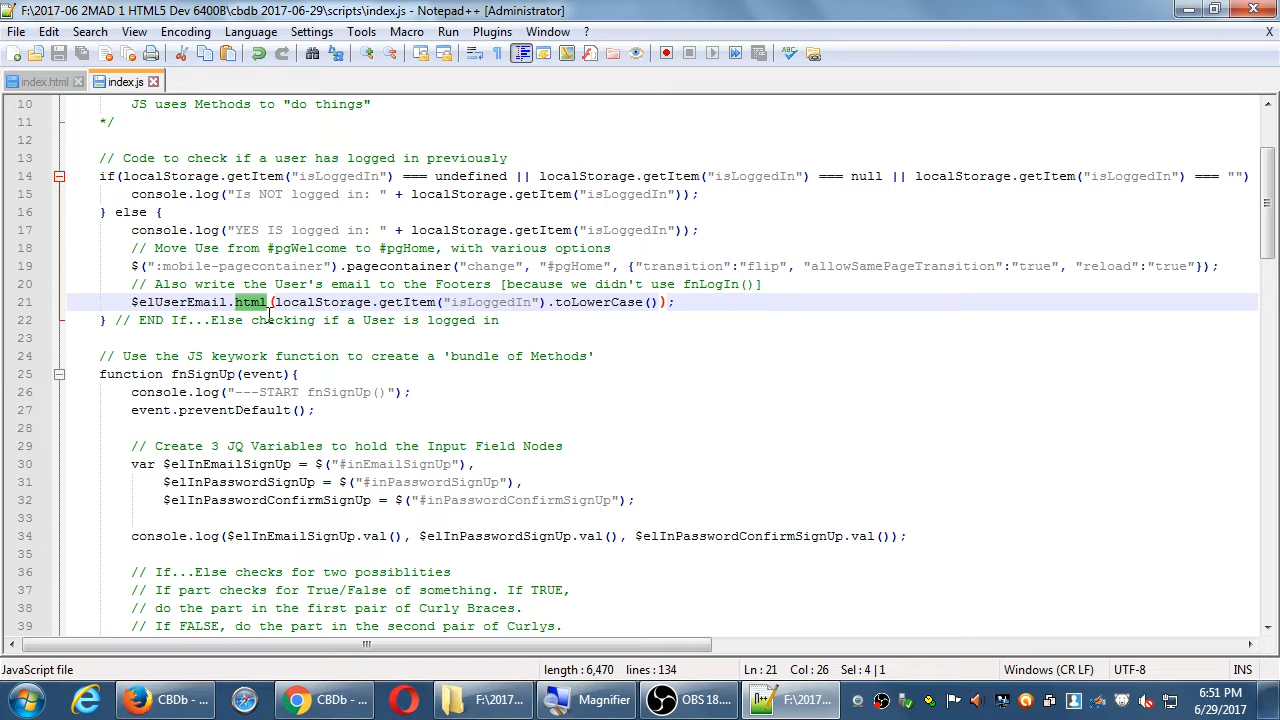 F:\2017-06 2MAD 1 HTML5 Dev 6400B\cbdb 2017-06-29\scripts\index.js - Notepad++ [Administrator]
File Edit Search View Encoding Language Settings Tools Macro Run Plugins Window ? X
index.html index.js
10 JS uses Methods to "do things"
11 */
12
13 // Code to check if a user has logged in previously
14 if(localStorage.getItem("isLoggedIn") === undefined || localStorage.getItem("isLoggedIn") === null || localStorage.getItem("isLoggedIn") === "")
15 console.log("Is NOT logged in: " + localStorage.getItem("isLoggedIn"));
16 } else {
17 console.log("YES IS logged in: " + localStorage.getItem("isLoggedIn"));
18 // Move Use from #pgWelcome to #pgHome, with various options
19 $(":mobile-pagecontainer").pagecontainer("change", "#pgHome", {"transition":"flip", "allowSamePageTransition":"true", "reload":"true"});
20 // Also write the User's email to the Footers [because we didn't use fnLogIn()]
21 $elUserEmail.html(localStorage.getItem("isLoggedIn").toLowerCase());
22 } // END If...Else checking if a User is logged in
23
24 // Use the JS keywork function to create a 'bundle of Methods'
25 function fnSignUp(event){
26 console.log("---START fnSignUp()");
27 event.preventDefault();
28
29 // Create 3 JQ Variables to hold the Input Field Nodes
30 var $elInEmailSignUp = $("#inEmailSignUp"),
31 $elInPasswordSignUp = $("#inPasswordSignUp"),
32 $elInPasswordConfirmSignUp = $("#inPasswordConfirmSignUp");
33
34 console.log($elInEmailSignUp.val(), $elInPasswordSignUp.val(), $elInPasswordConfirmSignUp.val());
35
36 // If...Else checks for two possiblities
37 // If part checks for True/False of something. If TRUE,
38 // do the part in the first pair of Curly Braces.
39 // If FALSE, do the part in the second pair of Curlys.
JavaScript file length : 6,470 lines : 134 Ln : 21 Col : 26 Sel : 4 | 1 Windows (CR LF) UTF-8 INS
CBDb - ... CBDb - ... F:\2017... Magnifier OBS 18.... F:\2017... 6:51 PM
6/29/2017